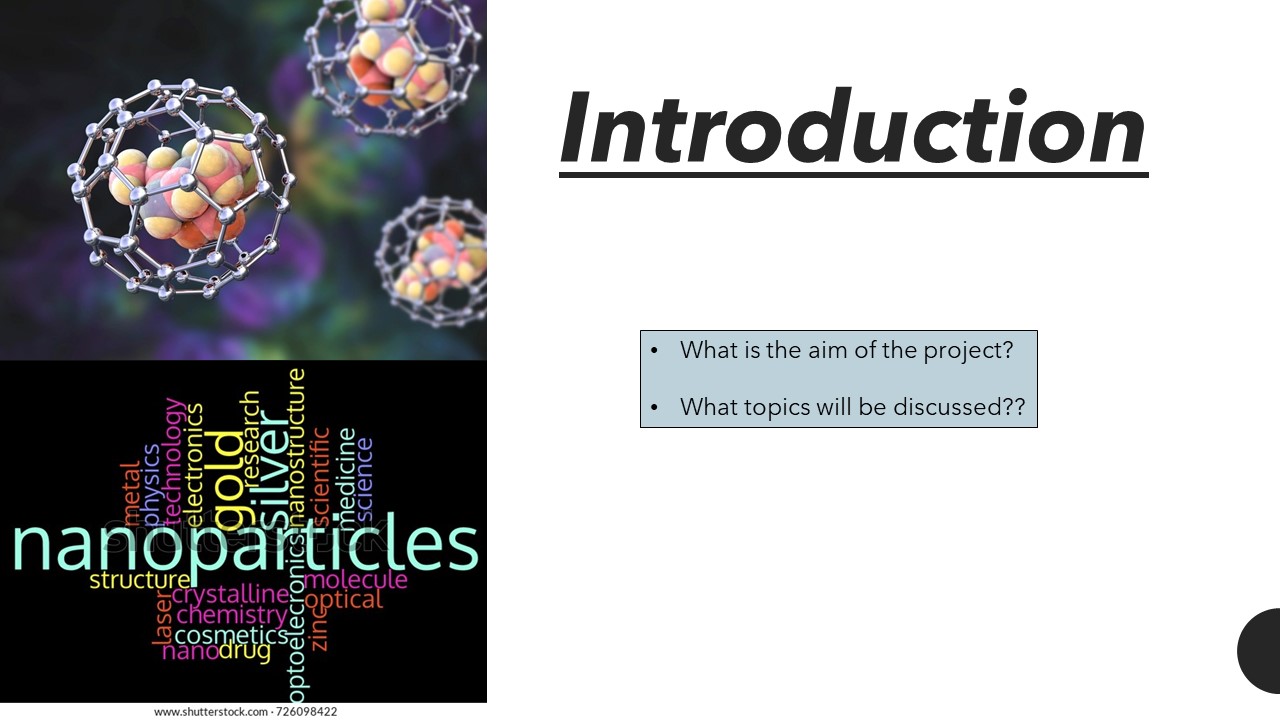 Introduction
• What is the aim of the project?
• What topics will be discussed??
metal
physics
technology
electronics
gold
research
silver
nanostructure
scientific
medicine
science
shutterstock
nanoparticles
structure
crystalline
molecule
optical
laser
chemistry
cosmetics
nano
drug
optoelecronics
zinc
www.shutterstock.com · 726098422